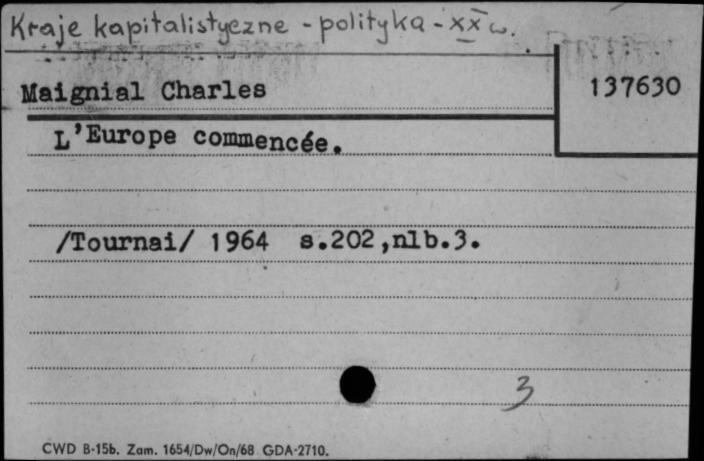 Kraje kapitalistyczne - polityka - XX w.
Maignial Charles
137630
L'Europe commencée.
/Tournai/ 1964 s.202,nlb.3.
3
CWD B-15b. Zam. 1654/Dw/On/68 GDA-2710.